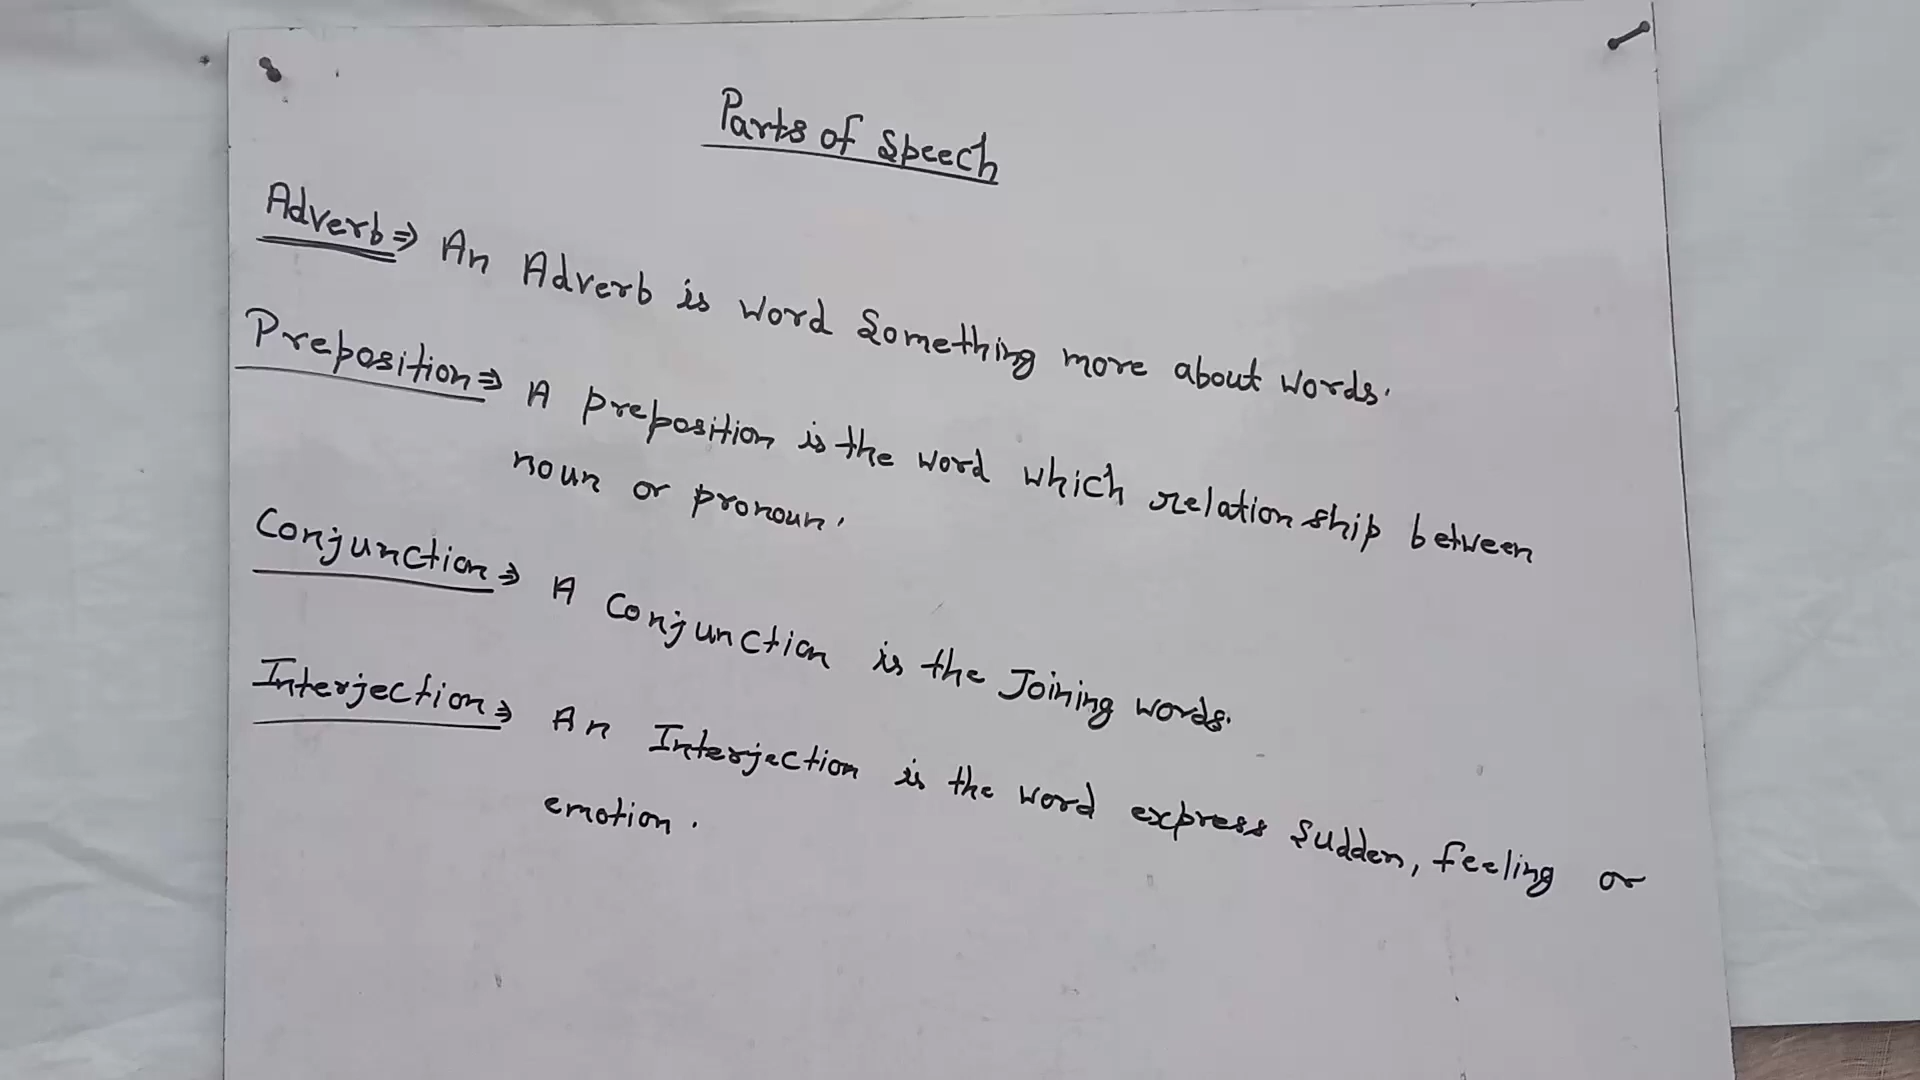 Parts of Speech
Adverb ⇒ An Adverb is word Something more about words.
Preposition ⇒ A preposition is the word which relationship between
noun or pronoun.
Conjunction ⇒ A Conjunction is the Joining words.
Interjection ⇒ An Interjection is the word express Sudden, feeling or
emotion.